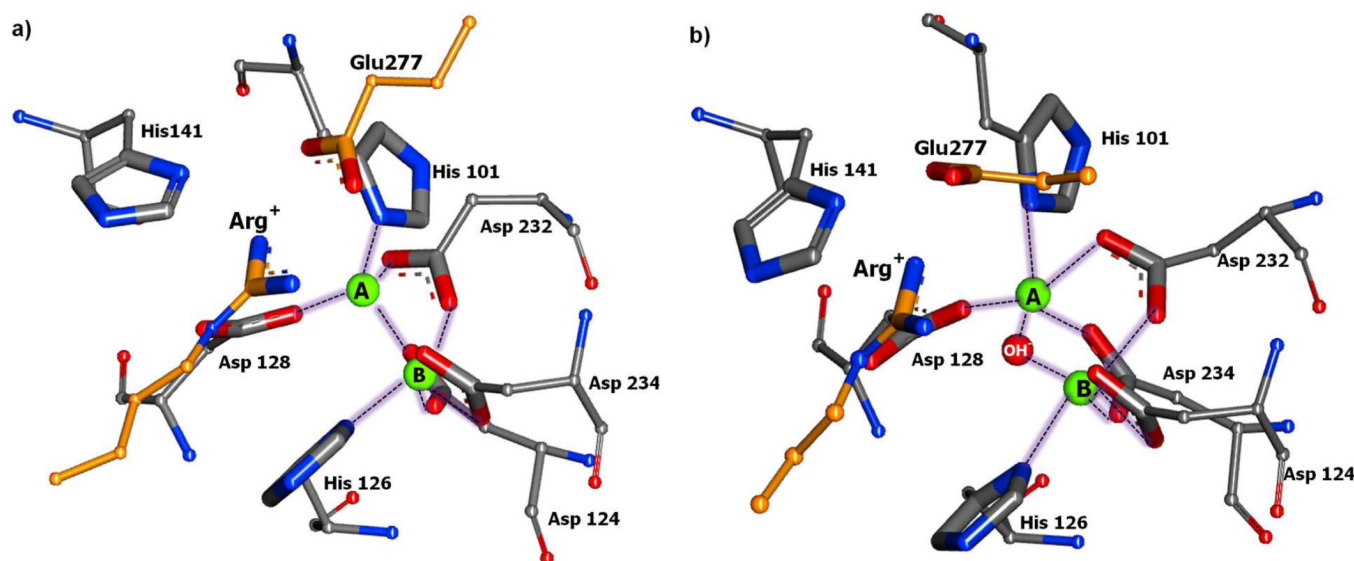 a)
Glu277
His141
His 101
Arg+
Asp 232
A
Asp 128
B
Asp 234
His 126
Asp 124
b)
His 101
Glu277
His 141
Asp 232
Arg+
A
OH-
Asp 128
Asp 234
B
Asp 124
His 126